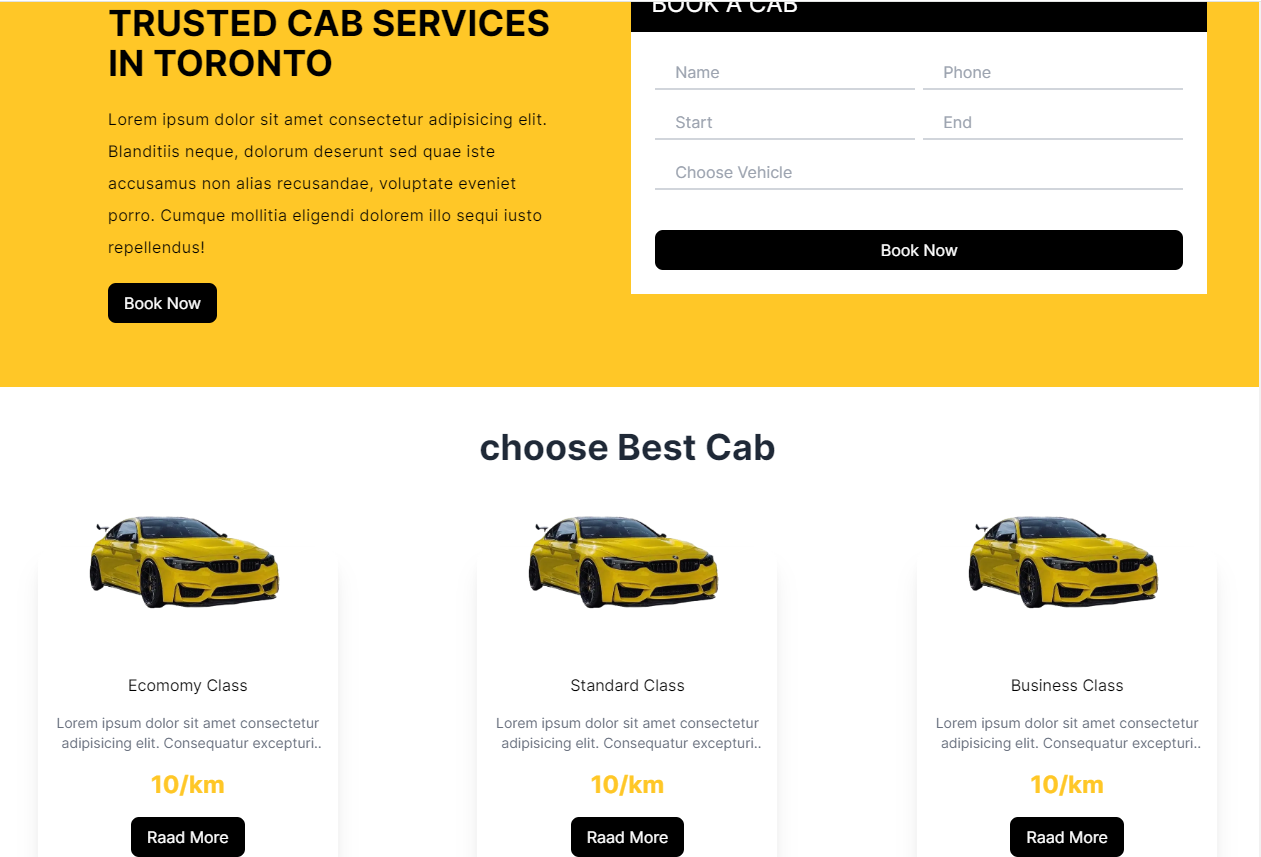 TRUSTED CAB SERVICES
IN TORONTO
Lorem ipsum dolor sit amet consectetur adipisicing elit.
Blanditiis neque, dolorum deserunt sed quae iste
accusamus non alias recusandae, voluptate eveniet
porro. Cumque mollitia eligendi dolorem illo sequi iusto
repellendus!
Book Now
BOOK A CAB
Name
Phone
Start
End
Choose Vehicle
Book Now
choose Best Cab
Ecomomy Class
Lorem ipsum dolor sit amet consectetur
adipisicing elit. Consequatur excepturi..
10/km
Raad More
Standard Class
Lorem ipsum dolor sit amet consectetur
adipisicing elit. Consequatur excepturi..
10/km
Raad More
Business Class
Lorem ipsum dolor sit amet consectetur
adipisicing elit. Consequatur excepturi..
10/km
Raad More